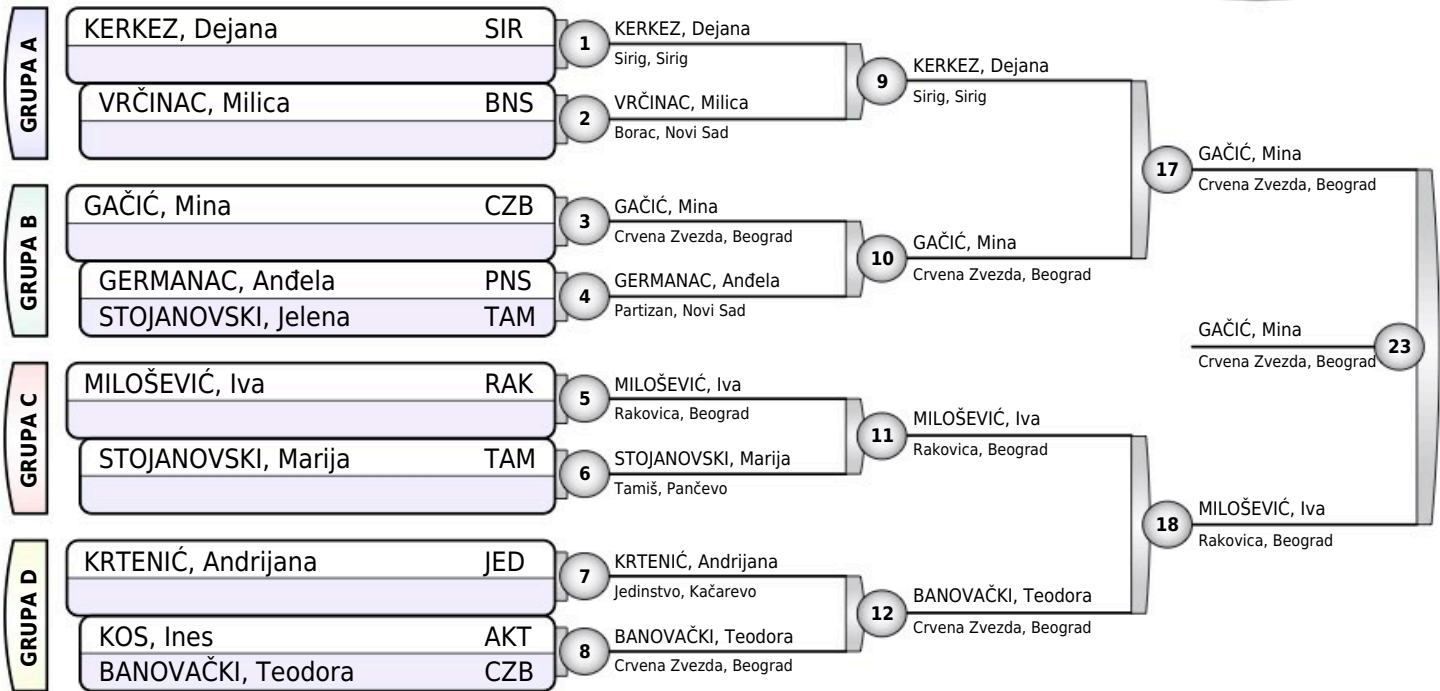 GRUPA A
KERKEZ, Dejana SIR
VRČINAC, Milica BNS
GRUPA B
GAČIĆ, Mina CZB
GERMANAC, Anđela PNS
STOJANOVSKI, Jelena TAM
GRUPA C
MILOŠEVIĆ, Iva RAK
STOJANOVSKI, Marija TAM
GRUPA D
KRTENIĆ, Andrijana JED
KOS, Ines AKT
BANOVAČKI, Teodora CZB
1
KERKEZ, Dejana
Sirig, Sirig
2
VRČINAC, Milica
Borac, Novi Sad
3
GAČIĆ, Mina
Crvena Zvezda, Beograd
4
GERMANAC, Anđela
Partizan, Novi Sad
5
MILOŠEVIĆ, Iva
Rakovica, Beograd
6
STOJANOVSKI, Marija
Tamiš, Pančevo
7
KRTENIĆ, Andrijana
Jedinstvo, Kačarevo
8
BANOVAČKI, Teodora
Crvena Zvezda, Beograd
9
KERKEZ, Dejana
Sirig, Sirig
10
GAČIĆ, Mina
Crvena Zvezda, Beograd
11
MILOŠEVIĆ, Iva
Rakovica, Beograd
12
BANOVAČKI, Teodora
Crvena Zvezda, Beograd
17
GAČIĆ, Mina
Crvena Zvezda, Beograd
18
MILOŠEVIĆ, Iva
Rakovica, Beograd
GAČIĆ, Mina
Crvena Zvezda, Beograd
23